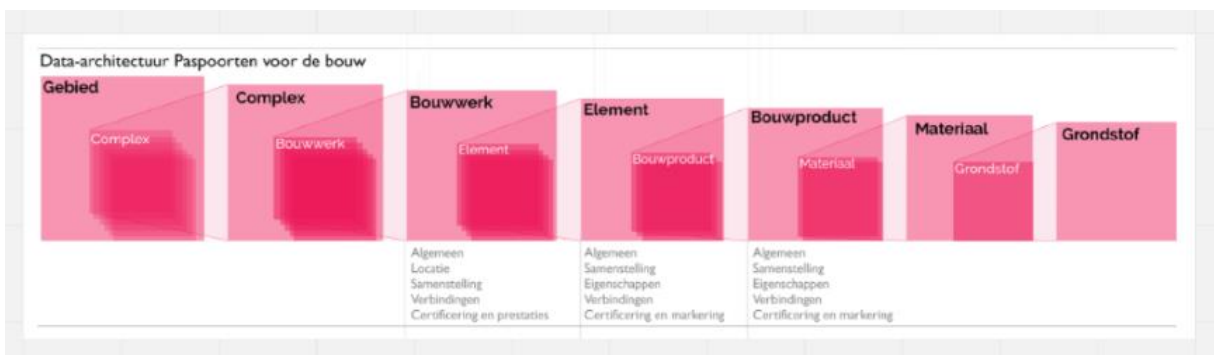 Data-architectuur Paspoorten voor de bouw
Gebied
Complex
Complex
Bouwwerk
Bouwwerk
Element
Element
Bouwproduct
Bouwproduct
Materiaal
Materiaal
Grondstof
Grondstof
Algemeen
Locatie
Samenstelling
Verbindingen
Certificering en prestaties
Algemeen
Samenstelling
Eigenschappen
Verbindingen
Certificering en markering
Algemeen
Samenstelling
Eigenschappen
Verbindingen
Certificering en markering